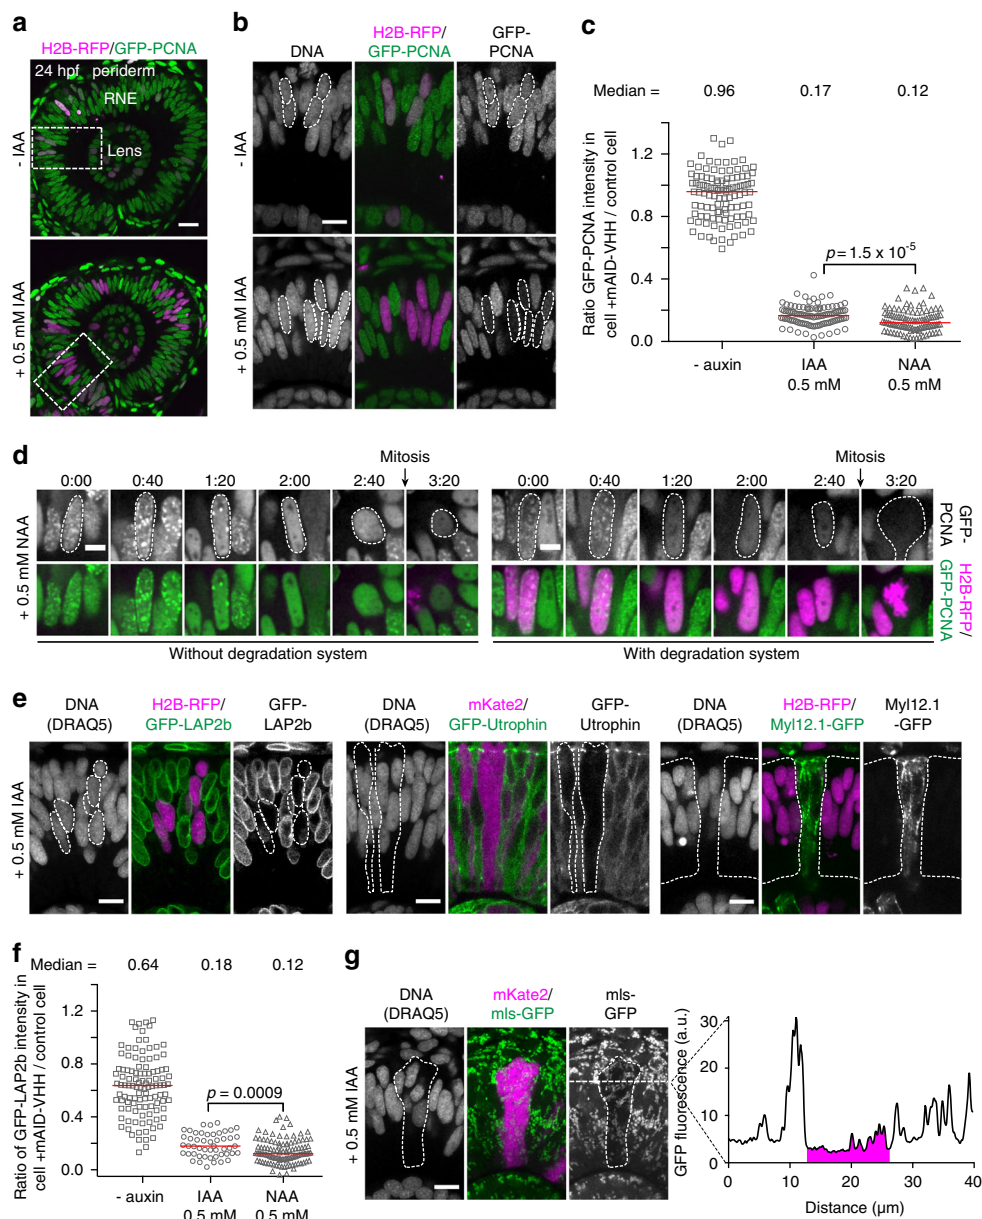 a
H2B-RFP/GFP-PCNA
24 hpf periderm
RNE
Lens
- IAA
+ 0.5 mM IAA
b
DNA
H2B-RFP/
GFP-PCNA
GFP-
PCNA
- IAA
+ 0.5 mM IAA
c
Median = 0.96 0.17 0.12
Ratio GFP-PCNA intensity in
cell +mAID-VHH / control cell
1.2
0.8
0.4
0.0
p = 1.5 x 10-5
- auxin
IAA
0.5 mM
NAA
0.5 mM
d
Mitosis
0:00 0:40 1:20 2:00 2:40 3:20
Mitosis
0:00 0:40 1:20 2:00 2:40 3:20
+ 0.5 mM NAA
GFP-
PCNA
H2B-RFP/
GFP-PCNA
Without degradation system
With degradation system
e
DNA
(DRAQ5)
H2B-RFP/
GFP-LAP2b
GFP-
LAP2b
DNA
(DRAQ5)
mKate2/
GFP-Utrophin
GFP-
Utrophin
DNA
(DRAQ5)
H2B-RFP/
Myl12.1-GFP
Myl12.1
-GFP
+ 0.5 mM IAA
f
Median = 0.64 0.18 0.12
Ratio of GFP-LAP2b intensity in
cell +mAID-VHH / control cell
1.2
0.8
0.4
0.0
p = 0.0009
- auxin
IAA
0.5 mM
NAA
0.5 mM
g
DNA
(DRAQ5)
mKate2/
mls-GFP
mls-
GFP
+ 0.5 mM IAA
GFP fluorescence (a.u.)
30
20
10
0
0 10 20 30 40
Distance (µm)